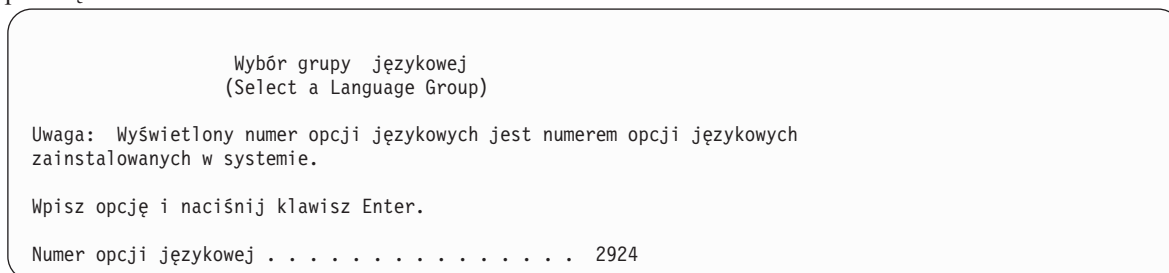 Wybór grupy językowej
(Select a Language Group)
Uwaga: Wyświetlony numer opcji językowych jest numerem opcji językowych
zainstalowanych w systemie.
Wpisz opcję i naciśnij klawisz Enter.
Numer opcji językowej . . . . . . . . . . . . . . . 2924